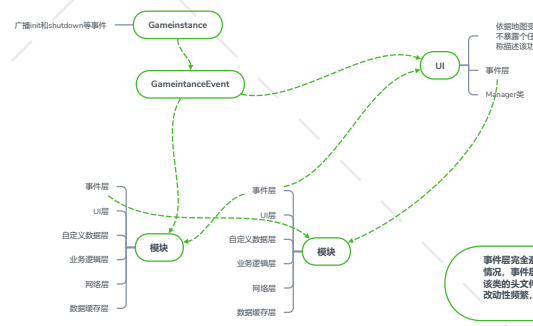 广播init和shutdown等事件
Gameinstance
GameintanceEvent
UI
依据地图变
不暴露个任
称描述该功
事件层
Manager类
事件层
UI层
自定义数据层
业务逻辑层
网络层
数据缓存层
模块
事件层
UI层
自定义数据层
业务逻辑层
网络层
数据缓存层
模块
事件层完全避
情况，事件层
该类的头文件
改动性频繁，